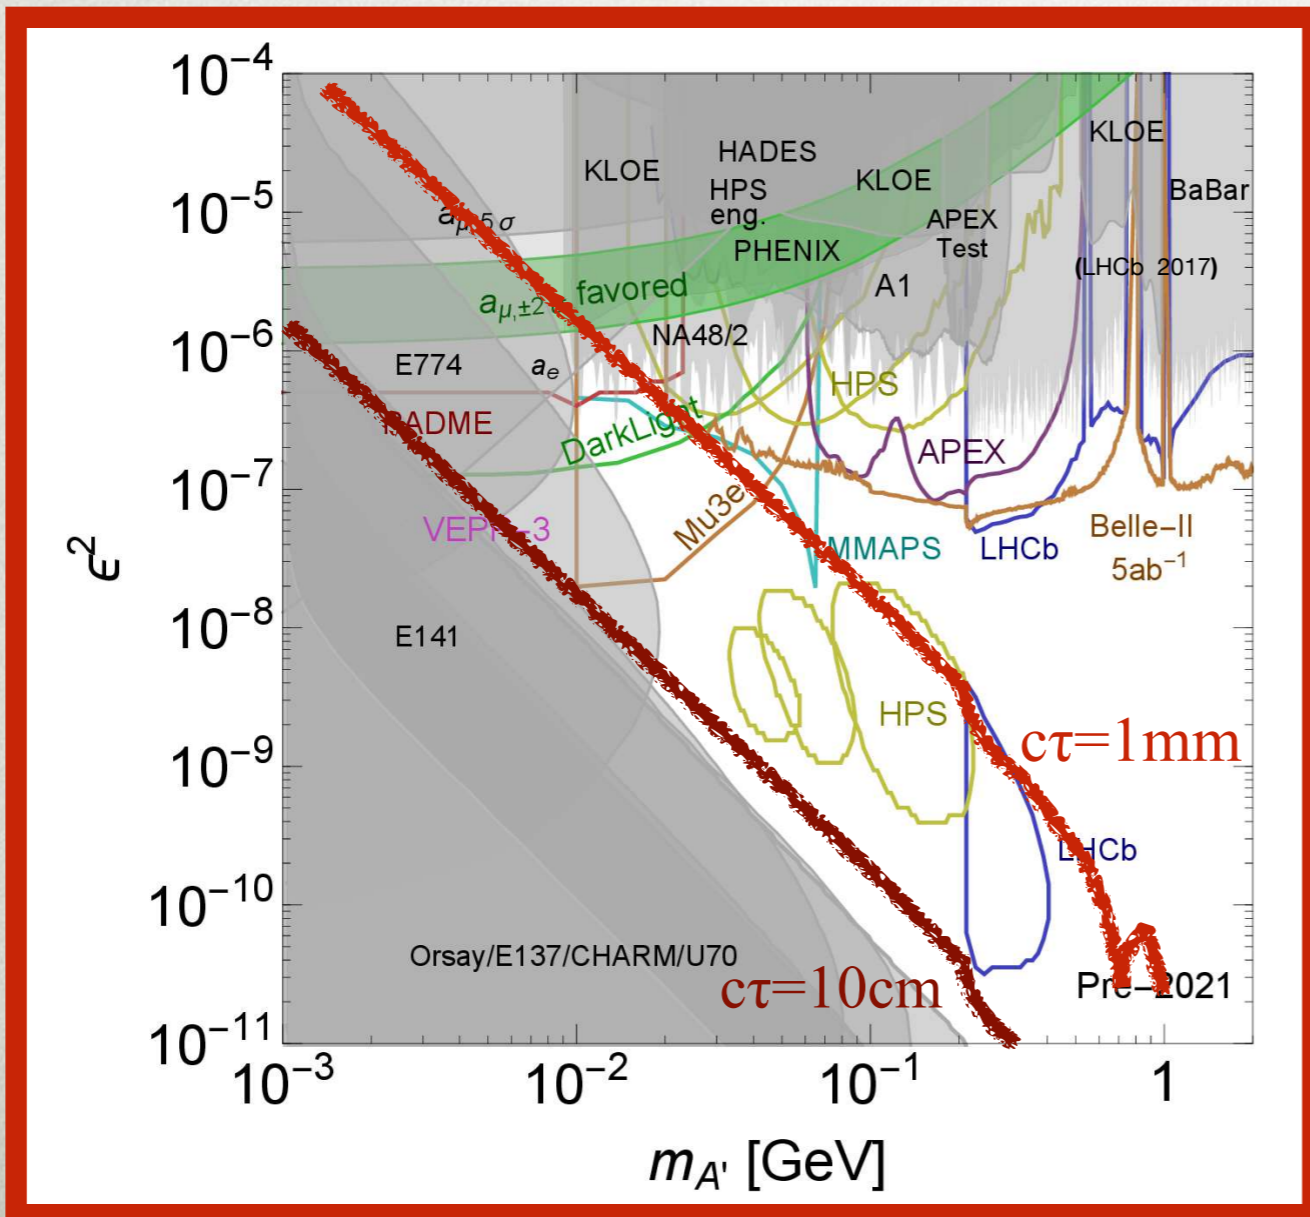 10−4
10−5
10−6
10−7
10−8
10−9
10−10
10−11
ϵ2
KLOE
HADES
HPS
eng.
KLOE
KLOE
BaBar
APEX
Test
PHENIX
(LHCb 2017)
A1
favored
NA48/2
E774
ae
HPS
DarkLight
APEX
Mu3e
MMAPS
LHCb
Belle−II
5ab−1
E141
HPS
cτ=1mm
LHCb
Orsay/E137/CHARM/U70
cτ=10cm
Pre−2021
10−3
10−2
10−1
1
mA' [GeV]